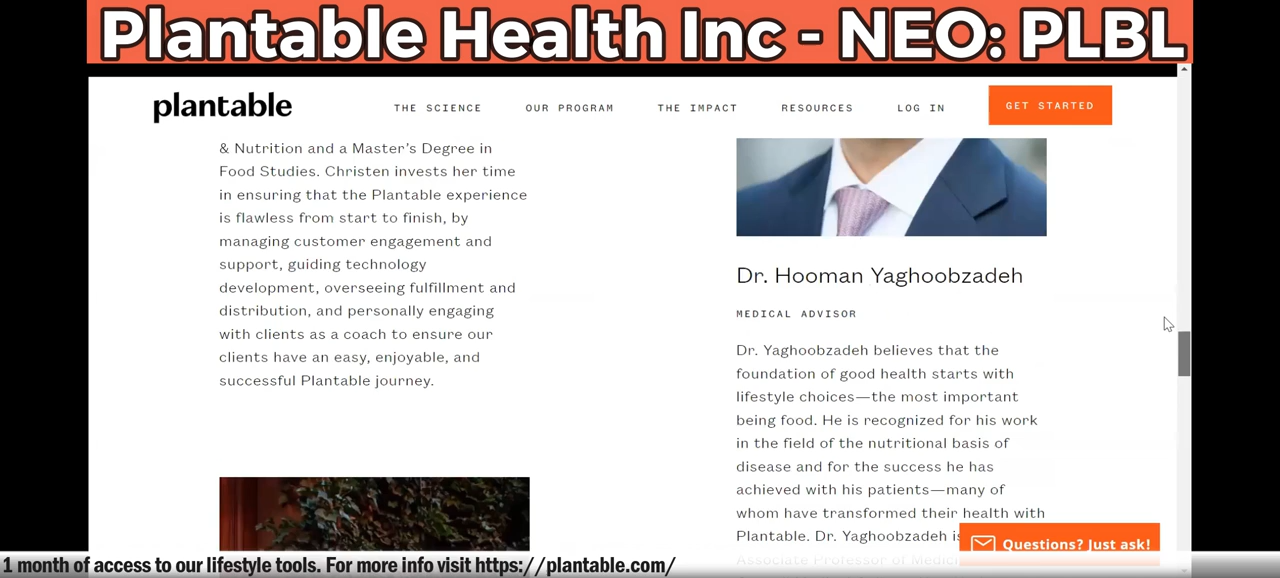 Plantable Health Inc - NEO: PLBL
plantable
THE SCIENCE
OUR PROGRAM
THE IMPACT
RESOURCES
LOG IN
GET STARTED
& Nutrition and a Master's Degree in
Food Studies. Christen invests her time
in ensuring that the Plantable experience
is flawless from start to finish, by
managing customer engagement and
support, guiding technology
development, overseeing fulfillment and
distribution, and personally engaging
with clients as a coach to ensure our
clients have an easy, enjoyable, and
successful Plantable journey.
Dr. Hooman Yaghoobzadeh
MEDICAL ADVISOR
Dr. Yaghoobzadeh believes that the
foundation of good health starts with
lifestyle choices—the most important
being food. He is recognized for his work
in the field of the nutritional basis of
disease and for the success he has
achieved with his patients—many of
whom have transformed their health with
Plantable. Dr. Yaghoobzadeh is
Associate Professor of Medic
Questions? Just ask!
1 month of access to our lifestyle tools. For more info visit https://plantable.com/